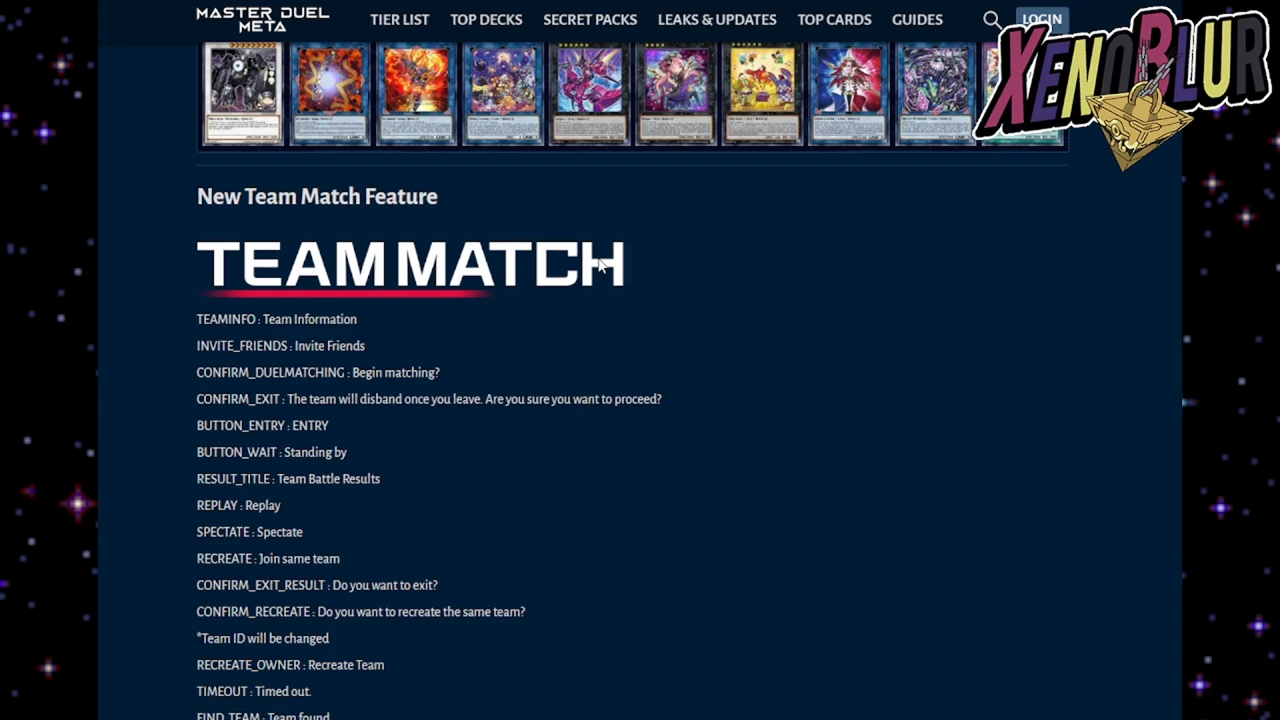 MASTER DUEL
META
TIER LIST TOP DECKS SECRET PACKS LEAKS & UPDATES TOP CARDS GUIDES LOGIN
XENOBLUR
New Team Match Feature
TEAM MATCH
TEAMINFO : Team Information
INVITE_FRIENDS : Invite Friends
CONFIRM_DUELMATCHING : Begin matching?
CONFIRM_EXIT : The team will disband once you leave. Are you sure you want to proceed?
BUTTON_ENTRY : ENTRY
BUTTON_WAIT : Standing by
RESULT_TITLE : Team Battle Results
REPLAY : Replay
SPECTATE : Spectate
RECREATE : Join same team
CONFIRM_EXIT_RESULT : Do you want to exit?
CONFIRM_RECREATE : Do you want to recreate the same team?
*Team ID will be changed
RECREATE_OWNER : Recreate Team
TIMEOUT : Timed out.
FIND_TEAM : Team found